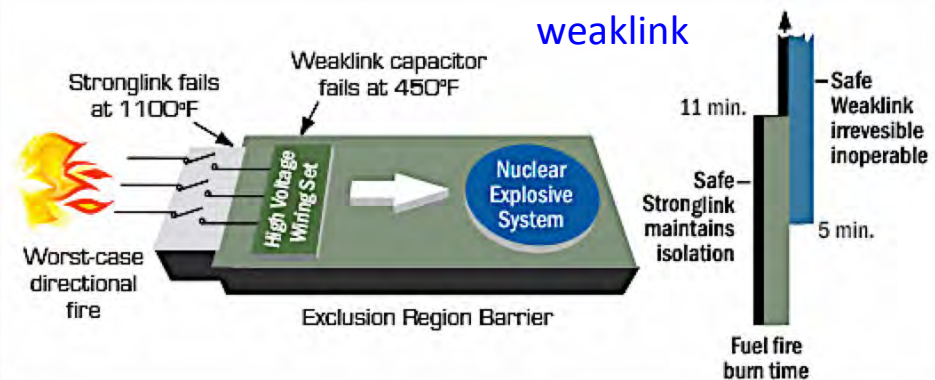 weaklink
Stronglink fails
at 1100ºF
Weaklink capacitor
fails at 450ºF
High Voltage
Wiring Set
Nuclear
Explosive
System
Worst-case
directional
fire
Exclusion Region Barrier
11 min.
Safe
Stronglink
maintains
isolation
Safe
Weaklink
irrevesible
inoperable
5 min.
Fuel fire
burn time